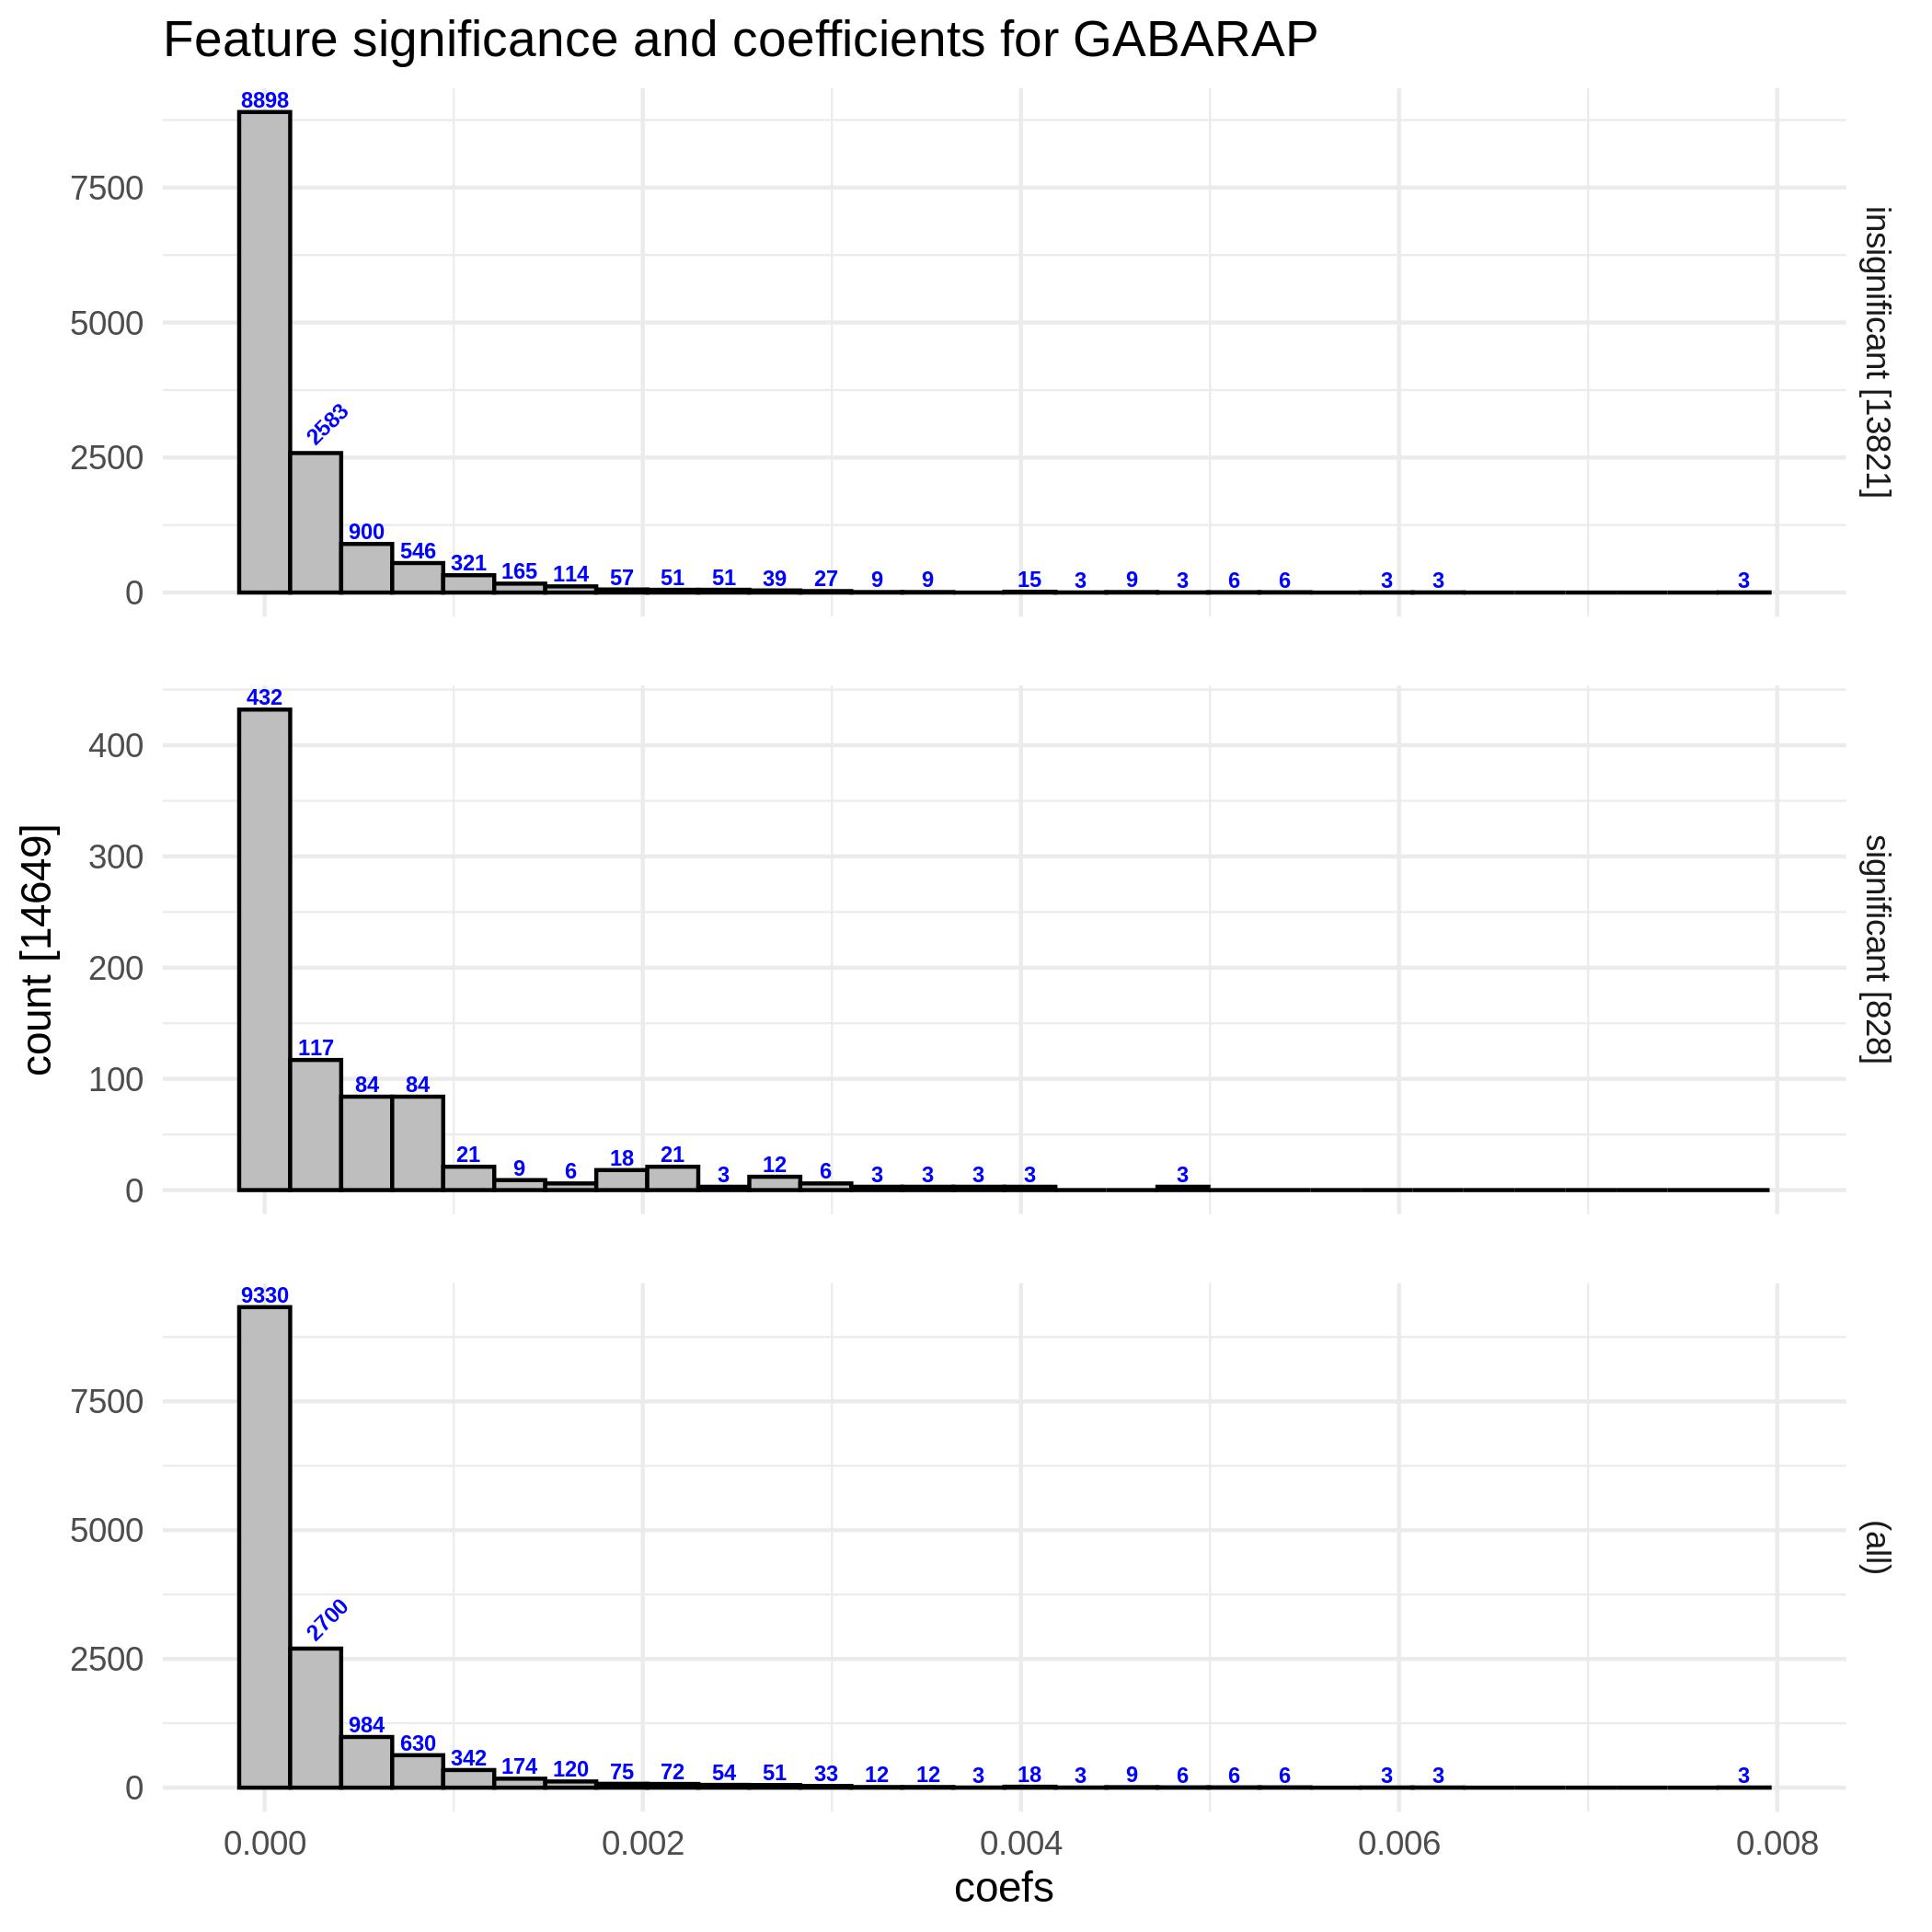 Feature significance and coefficients for GABARAP
8898
7500
5000
2583
2500
900 546 321 165 114 57 51 51 39 27 9 9 15 3 9 3 6 6 3 3 3
0
insignificant [13821]
432
400
300
200
117
100
84 84 21 9 6 18 21 3 12 6 3 3 3 3 3
0
significant [828]
count [14649]
9330
7500
5000
2700
2500
984 630 342 174 120 75 72 54 51 33 12 12 3 18 3 9 6 6 6 3 3 3
0
(all)
0.000 0.002 0.004 0.006 0.008
coefs